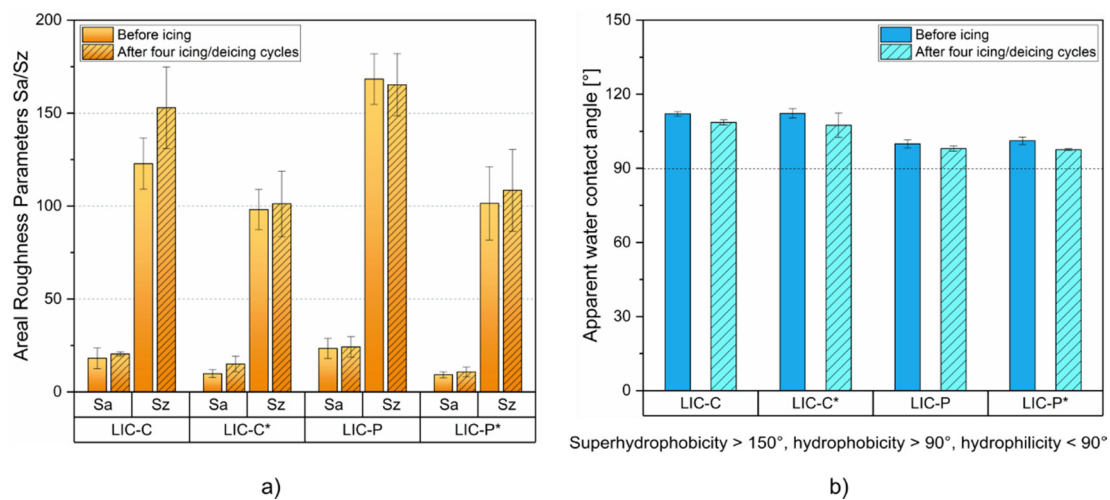 200
150
100
50
0
Areal Roughness Parameters Sa/Sz
Before icing
After four icing/deicing cycles
Sa Sz Sa Sz Sa Sz Sa Sz
LIC-C LIC-C* LIC-P LIC-P*
a)
150
120
90
60
30
0
Apparent water contact angle [°]
Before icing
After four icing/deicing cycles
LIC-C LIC-C* LIC-P LIC-P*
Superhydrophobicity > 150°, hydrophobicity > 90°, hydrophilicity < 90°
b)